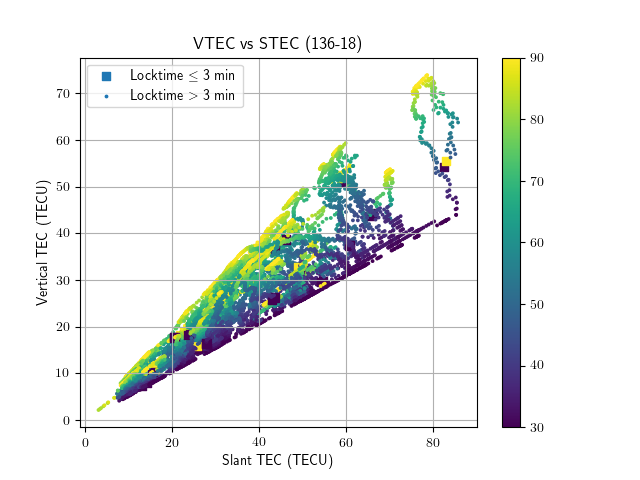 VTEC vs STEC (136-18)
Locktime ≤ 3 min
Locktime > 3 min
Vertical TEC (TECU)
70
60
50
40
30
20
10
0
0 20 40 60 80
Slant TEC (TECU)
90
80
70
60
50
40
30